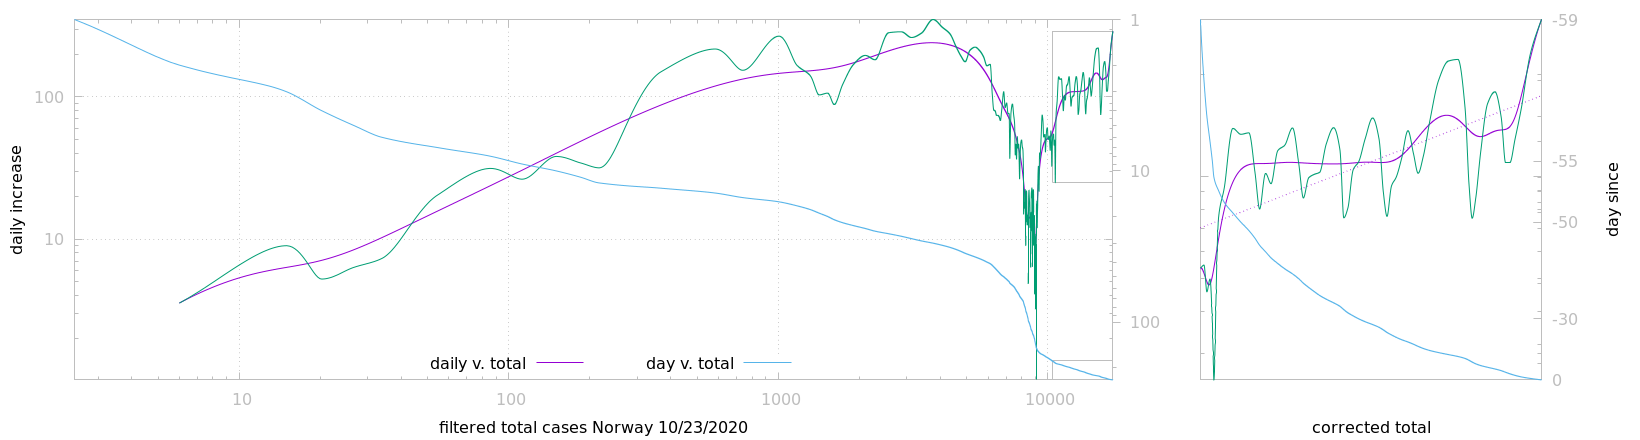 daily increase
100
10
daily v. total
day v. total
10
100
1000
10000
filtered total cases Norway 10/23/2020
1
10
100
-59
-55
-50
-30
0
day since
corrected total